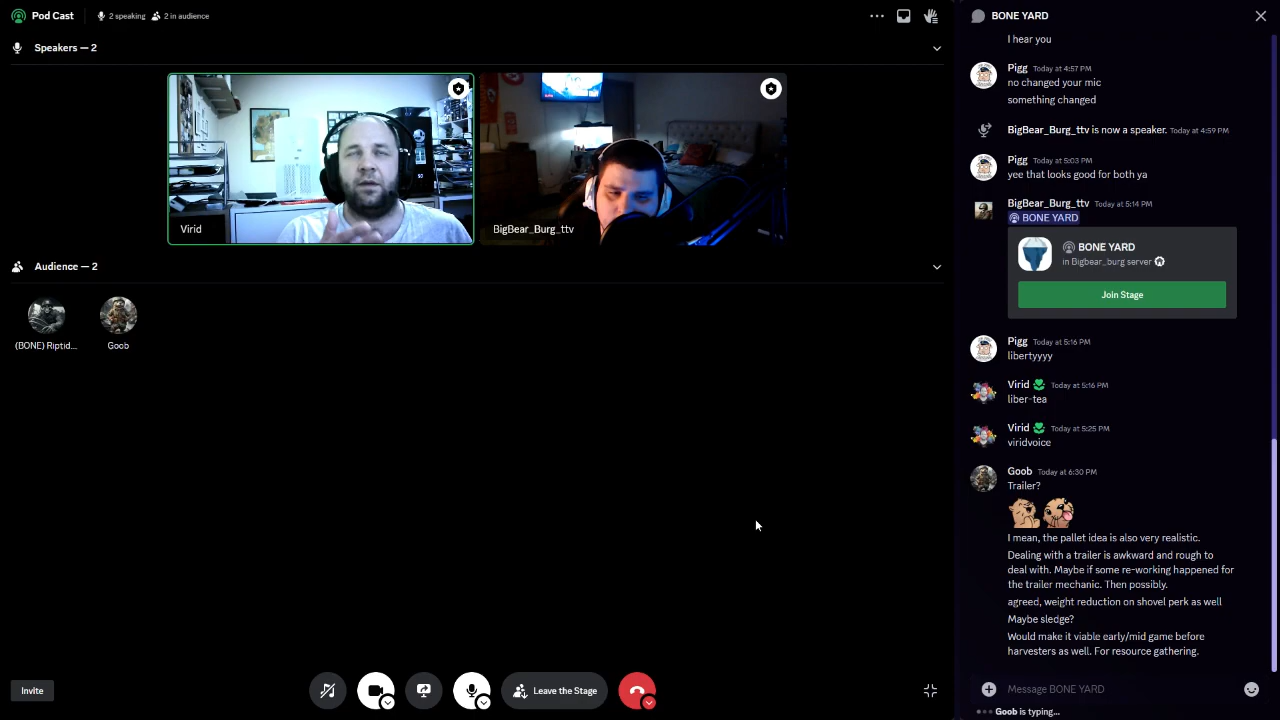 Pod Cast
2 speaking
2 in audience
Speakers — 2
Virid
BigBear_Burg_ttv
Audience — 2
(BONE) Riptid...
Goob
Invite
Leave the Stage
BONE YARD
I hear you
Pigg Today at 4:57 PM
no changed your mic
something changed
BigBear_Burg_ttv is now a speaker. Today at 4:59 PM
Pigg Today at 5:03 PM
yee that looks good for both ya
BigBear_Burg_ttv Today at 5:14 PM
BONE YARD
BONE YARD
in Bigbear_burg server
Join Stage
Pigg Today at 5:16 PM
libertyyyy
Virid Today at 5:16 PM
liber-tea
Virid Today at 5:25 PM
viridvoice
Goob Today at 6:30 PM
Trailer?
I mean, the pallet idea is also very realistic.
Dealing with a trailer is awkward and rough to
deal with. Maybe if some re-working happened for
the trailer mechanic. Then possibly.
agreed, weight reduction on shovel perk as well
Maybe sledge?
Would make it viable early/mid game before
harvesters as well. For resource gathering.
Message BONE YARD
Goob is typing...